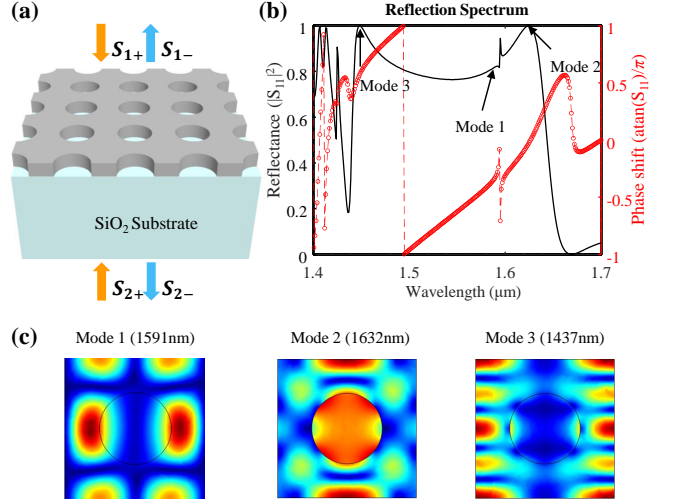 (a)
S1+ S1−
SiO2 Substrate
S2+ S2−
(b)
Reflection Spectrum
Reflectance (|S11|^2)
1
0.8
0.6
0.4
0.2
0
Mode 3
Mode 1
Mode 2
1
0.5
0
-0.5
-1
Phase shift (atan(S11)/π)
1.4 1.5 1.6 1.7
Wavelength (μm)
(c)
Mode 1 (1591nm) Mode 2 (1632nm) Mode 3 (1437nm)